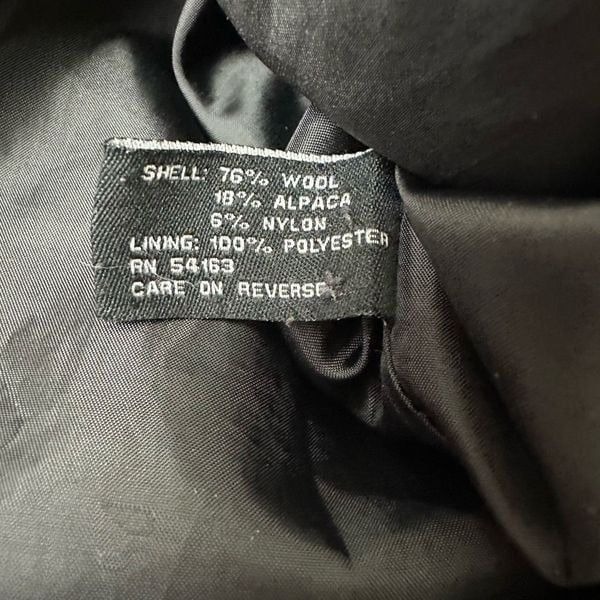 SHELL: 76% WOOL
18% ALPACA
6% NYLON
LINING: 100% POLYESTER
RN 54163
CARE ON REVERSE